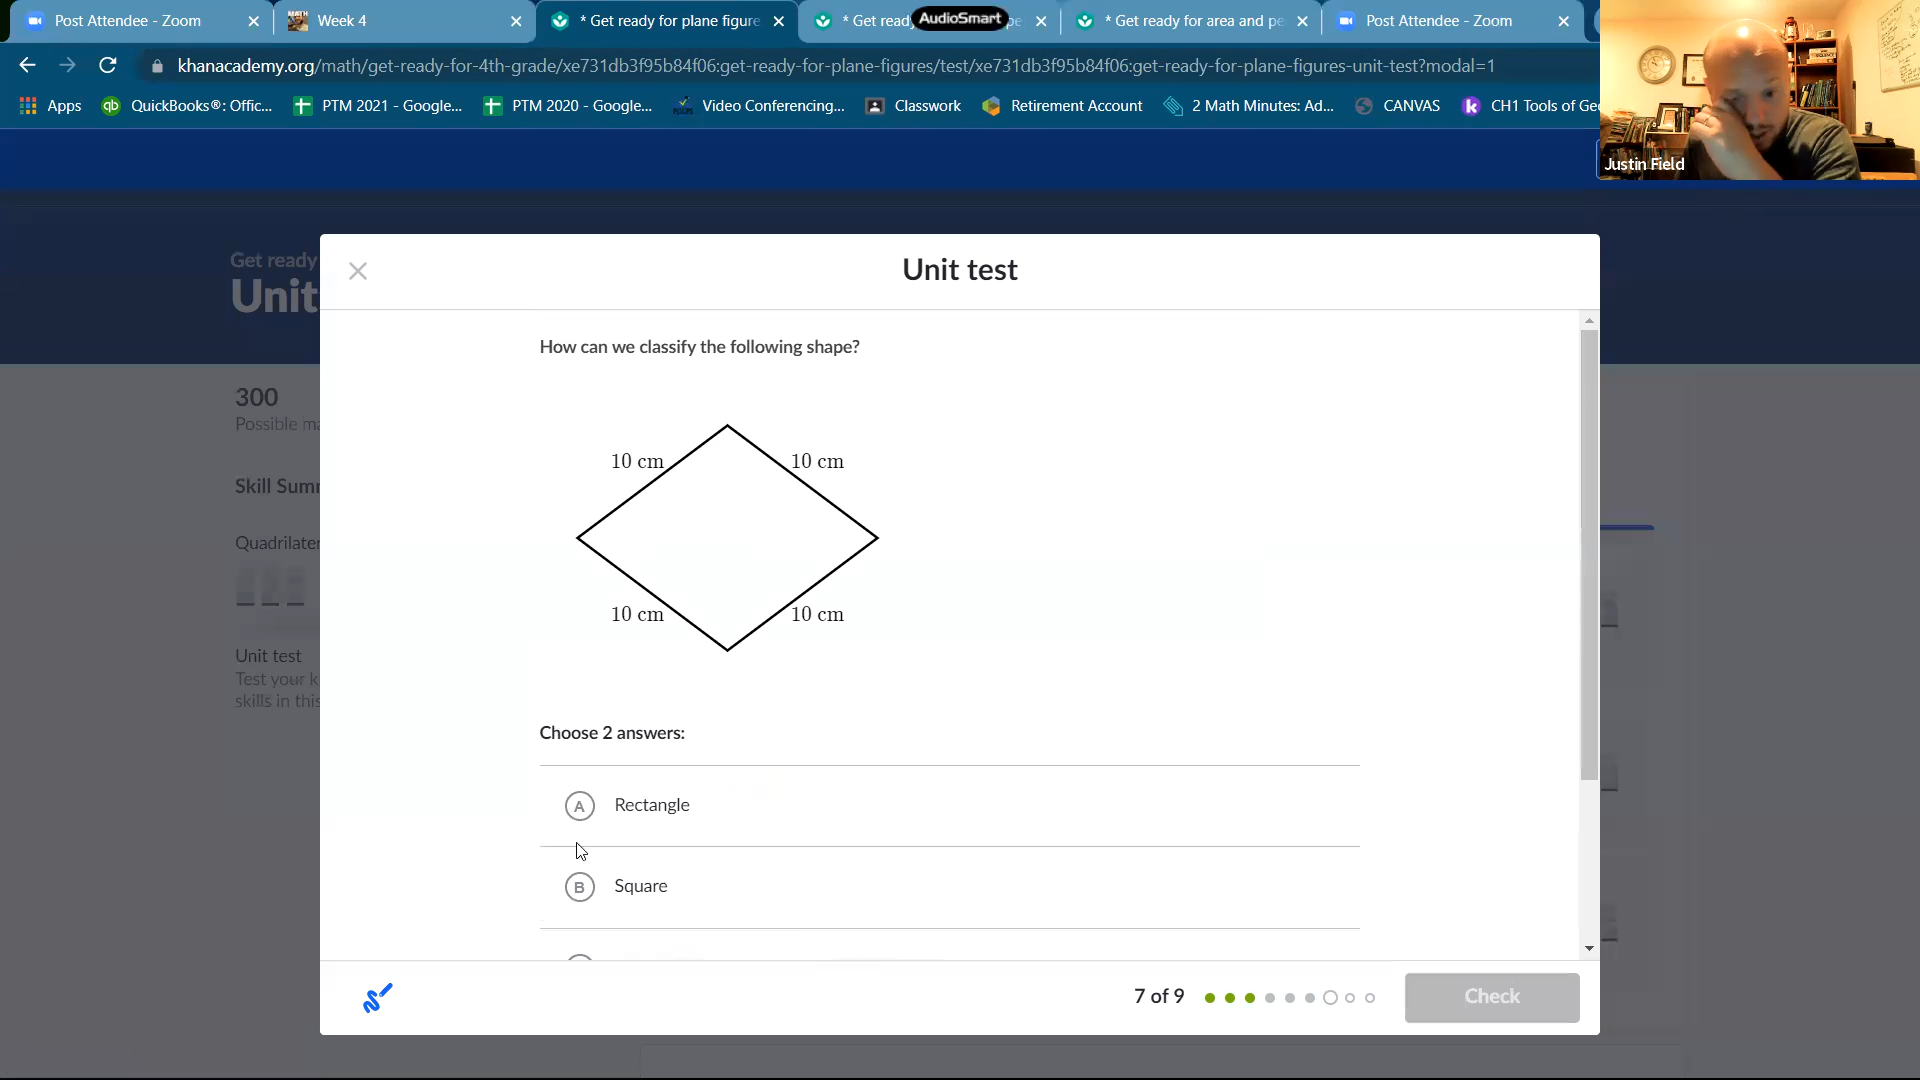 Post Attendee - Zoom
Week 4
* Get ready for plane figure
* Get read
AudioSmart
* Get ready for area and pe
Post Attendee - Zoom
khanacademy.org/math/get-ready-for-4th-grade/xe731db3f95b84f06:get-ready-for-plane-figures/test/xe731db3f95b84f06:get-ready-for-plane-figures-unit-test?modal=1
Apps
QuickBooks®: Offic...
PTM 2021 - Google...
PTM 2020 - Google...
Video Conferencing...
Classwork
Retirement Account
2 Math Minutes: Ad...
CANVAS
CH1 Tools of Geo
Justin Field
Get ready
Unit
300
Possible ma
Skill Summ
Quadrilater
Unit test
Test your k
skills in this
Unit test
How can we classify the following shape?
10 cm
10 cm
10 cm
10 cm
Choose 2 answers:
A Rectangle
B Square
7 of 9
Check